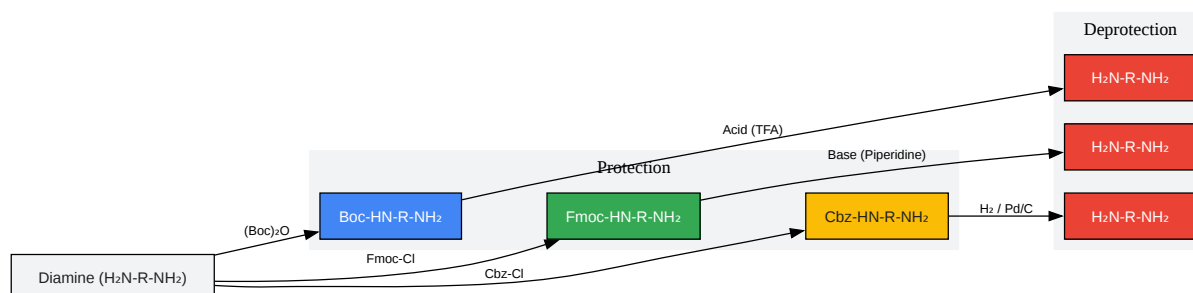 Deprotection
H₂N-R-NH₂
Acid (TFA)
H₂N-R-NH₂
Base (Piperidine)
Protection
Boc-HN-R-NH₂
Fmoc-HN-R-NH₂
Cbz-HN-R-NH₂
H₂ / Pd/C
H₂N-R-NH₂
(Boc)₂O
Fmoc-Cl
Cbz-Cl
Diamine (H₂N-R-NH₂)